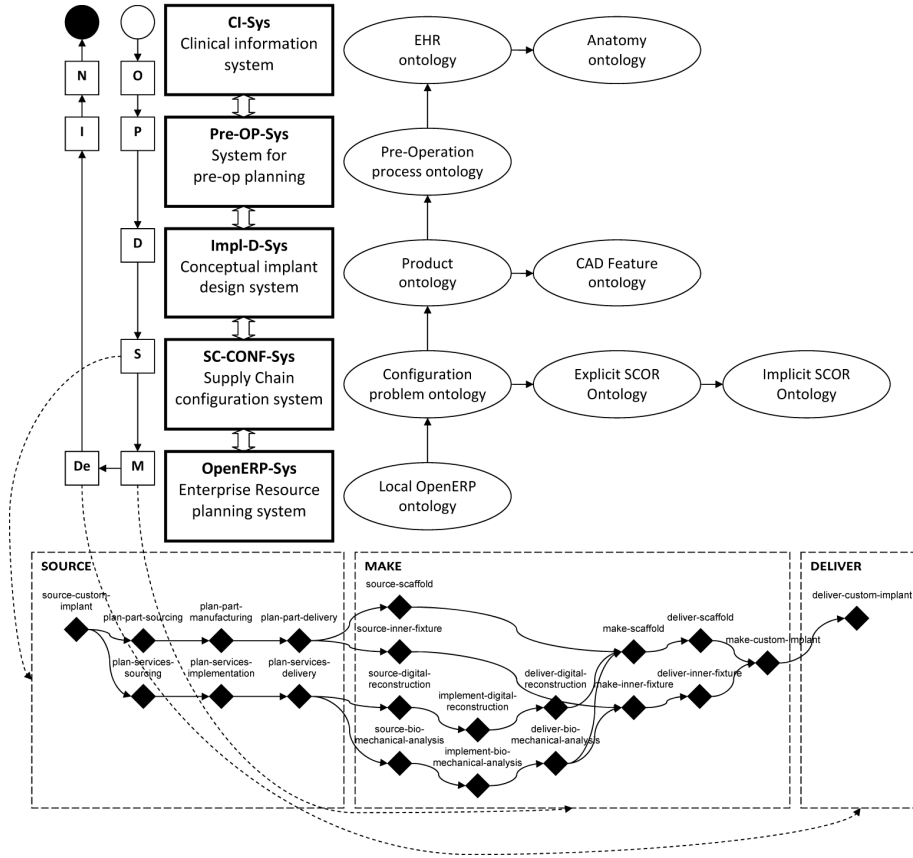 CI-Sys
Clinical information
system
EHR
ontology
Anatomy
ontology
N
O
I
P
Pre-OP-Sys
System for
pre-op planning
Pre-Operation
process ontology
D
Impl-D-Sys
Conceptual implant
design system
Product
ontology
CAD Feature
ontology
S
SC-CONF-Sys
Supply Chain
configuration system
Configuration
problem ontology
Explicit SCOR
Ontology
Implicit SCOR
Ontology
De
M
OpenERP-Sys
Enterprise Resource
planning system
Local OpenERP
ontology
SOURCE
source-custom-
implant
plan-part-sourcing
plan-part-
manufacturing
plan-part-delivery
plan-services-
sourcing
plan-services-
implementation
plan-services-
delivery
MAKE
source-scaffold
source-inner-fixture
source-digital-
reconstruction
implement-digital-
reconstruction
deliver-digital-
reconstruction
source-bio-
mechanical-analysis
implement-bio-
mechanical-analysis
deliver-bio-
mechanical-analysis
make-scaffold
deliver-scaffold
make-inner-fixture
deliver-inner-fixture
make-custom-implant
DELIVER
deliver-custom-implant